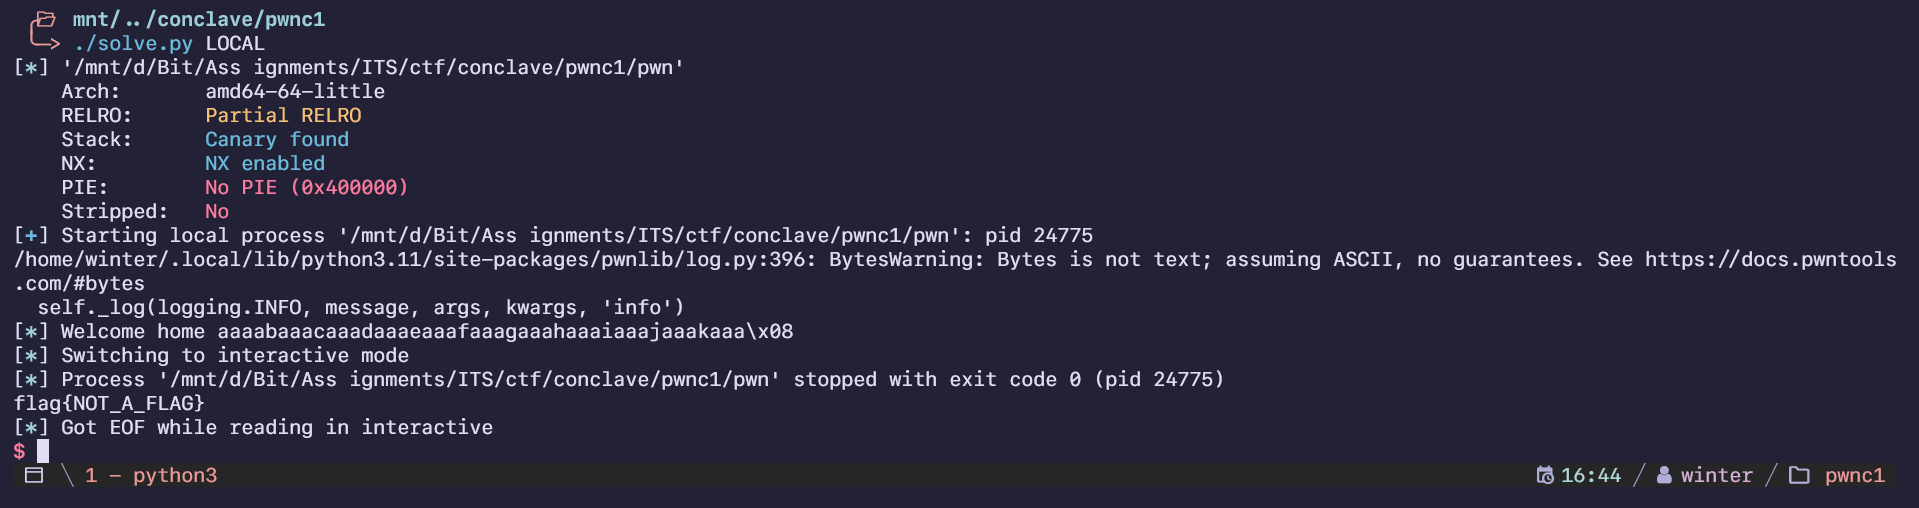 mnt/../conclave/pwnc1
./solve.py LOCAL
[*] '/mnt/d/Bit/Ass ignments/ITS/ctf/conclave/pwnc1/pwn'
Arch: amd64-64-little
RELRO: Partial RELRO
Stack: Canary found
NX: NX enabled
PIE: No PIE (0x400000)
Stripped: No
[+] Starting local process '/mnt/d/Bit/Ass ignments/ITS/ctf/conclave/pwnc1/pwn': pid 24775
/home/winter/.local/lib/python3.11/site-packages/pwnlib/log.py:396: BytesWarning: Bytes is not text; assuming ASCII, no guarantees. See https://docs.pwntools
.com/#bytes
self._log(logging.INFO, message, args, kwargs, 'info')
[*] Welcome home aaaabaaacaaadaaaeaaafaaagaaahaaaiaaajaaakaaa\x08
[*] Switching to interactive mode
[*] Process '/mnt/d/Bit/Ass ignments/ITS/ctf/conclave/pwnc1/pwn' stopped with exit code 0 (pid 24775)
flag{NOT_A_FLAG}
[*] Got EOF while reading in interactive
$
1 - python3 16:44 / winter / pwnc1